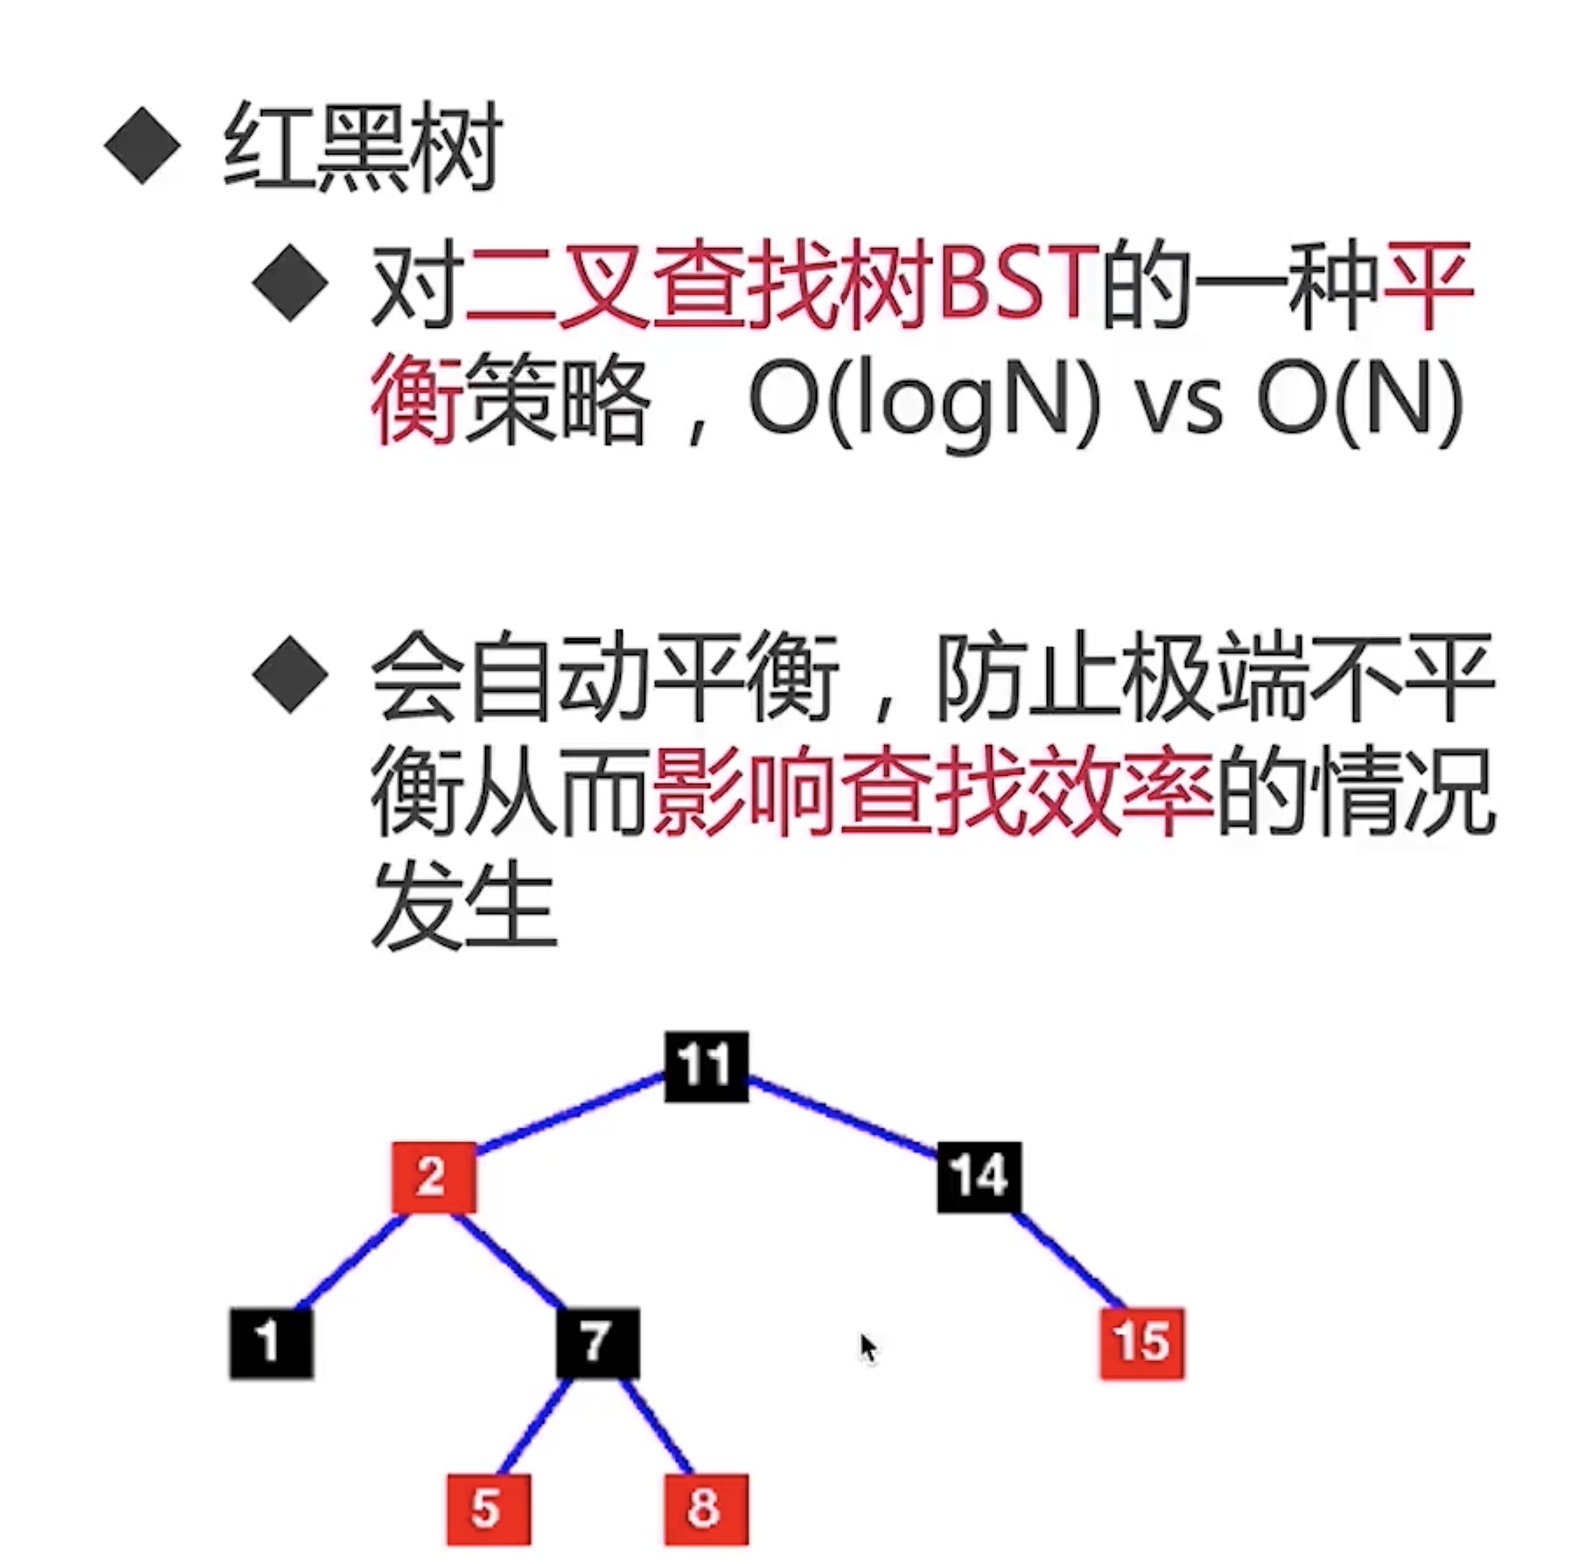 红黑树
对二叉查找树BST的一种平
衡策略，O(logN) vs O(N)
会自动平衡，防止极端不平
衡从而影响查找效率的情况
发生
11
2
14
1
7
15
5
8